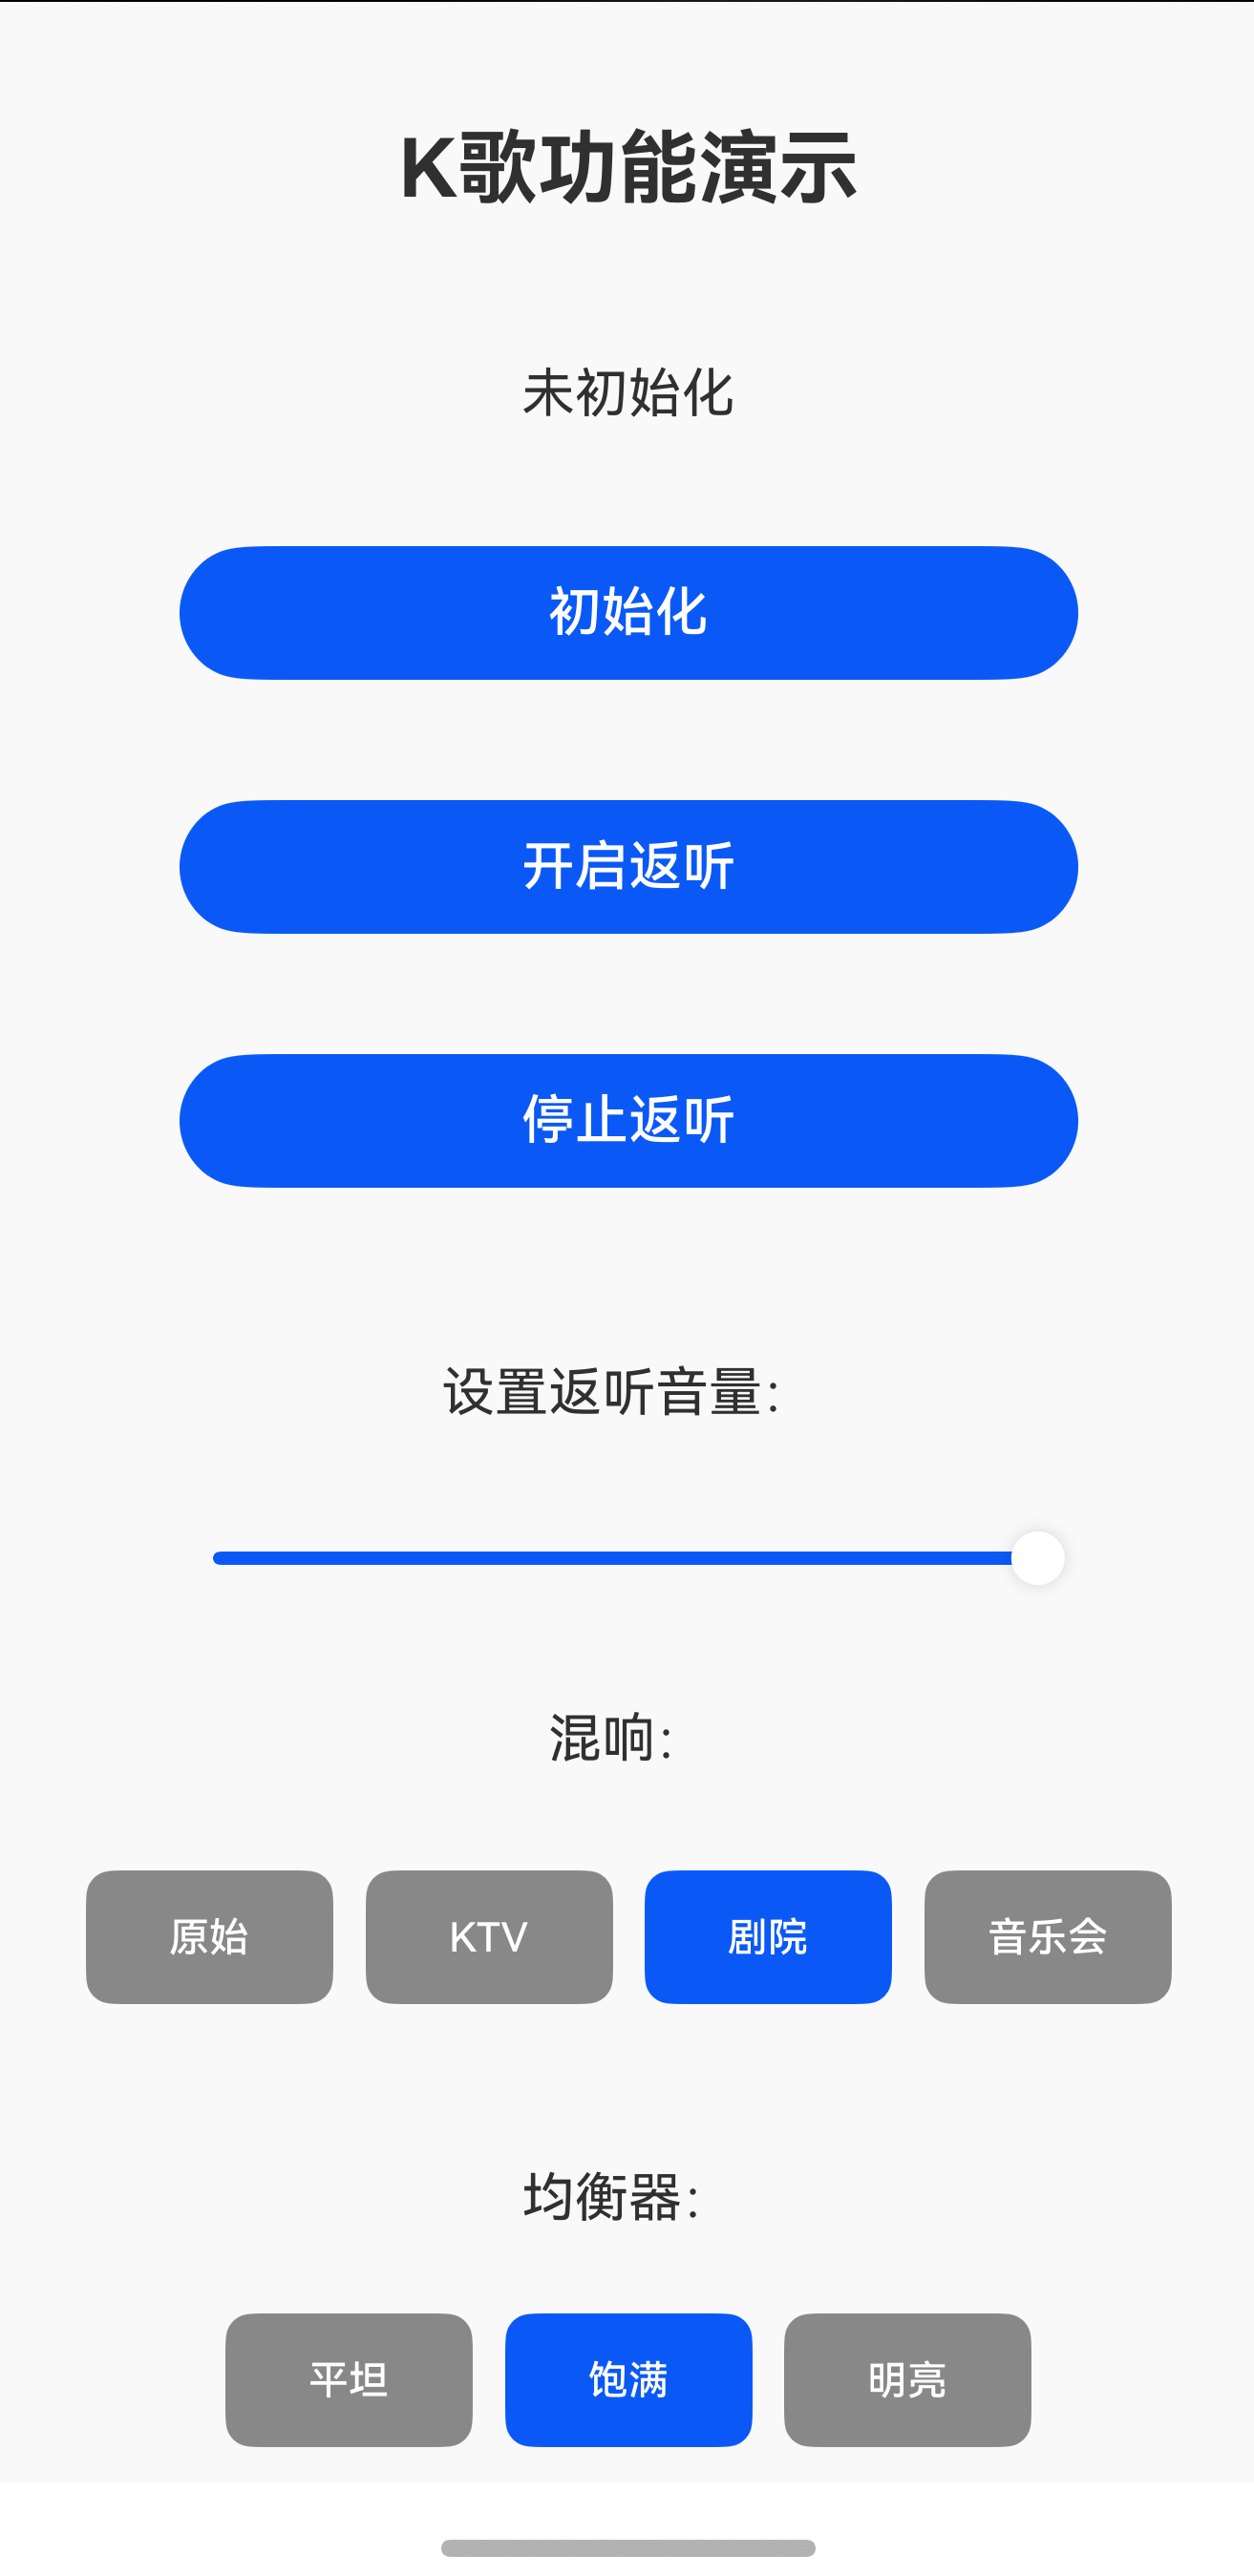 K歌功能演示
未初始化
初始化
开启返听
停止返听
设置返听音量:
混响:
原始 KTV 剧院 音乐会
均衡器:
平坦 饱满 明亮